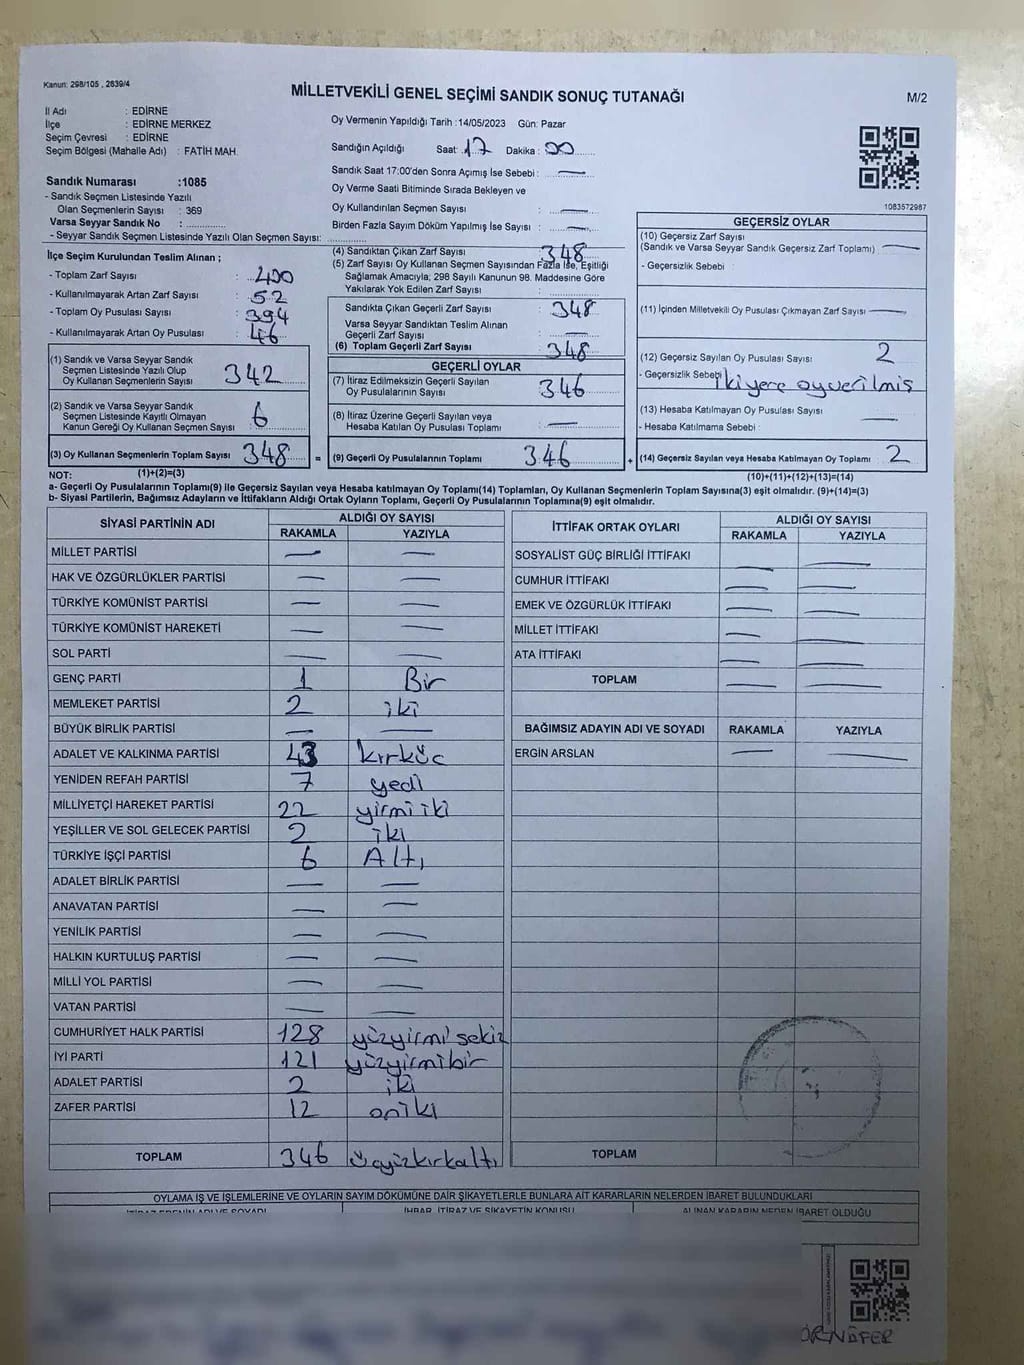 Kanun: 298/105 , 2839/4
MİLLETVEKİLİ GENEL SEÇİMİ SANDIK SONUÇ TUTANAĞI
M/2
İl Adı : EDİRNE
İlçe : EDİRNE MERKEZ
Seçim Çevresi : EDİRNE
Seçim Bölgesi (Mahalle Adı) : FATİH MAH.
Sandık Numarası :1085
- Sandık Seçmen Listesinde Yazılı
Olan Seçmenlerin Sayısı : 369
Varsa Seyyar Sandık No :
- Seyyar Sandık Seçmen Listesinde Yazılı Olan Seçmen Sayısı:
İlçe Seçim Kurulundan Teslim Alınan ;
- Toplam Zarf Sayısı : 400
- Kullanılmayarak Artan Zarf Sayısı : 52
- Toplam Oy Pusulası Sayısı : 394
- Kullanılmayarak Artan Oy Pusulası : 46
(1) Sandık ve Varsa Seyyar Sandık
Seçmen Listesinde Yazılı Olup
Oy Kullanan Seçmenlerin Sayısı 342
(2) Sandık ve Varsa Seyyar Sandık
Seçmen Listesinde Kayıtlı Olmayan
Kanun Gereği Oy Kullanan Seçmen Sayısı 6
(3) Oy Kullanan Seçmenlerin Toplam Sayısı 348 =
Oy Vermenin Yapıldığı Tarih :14/05/2023 Gün: Pazar
Sandığın Açıldığı Saat: 17 Dakika : 00
Sandık Saat 17:00'den Sonra Açımış İse Sebebi : —
Oy Verme Saati Bitiminde Sırada Bekleyen ve
Oy Kullandırılan Seçmen Sayısı : —
Birden Fazla Sayım Döküm Yapılmış İse Sayısı : —
(4) Sandıktan Çıkan Zarf Sayısı : 348
(5) Zarf Sayısı Oy Kullanan Seçmen Sayısından Fazla İse, Eşitliği
Sağlamak Amacıyla; 298 Sayılı Kanunun 98. Maddesine Göre
Yakılarak Yok Edilen Zarf Sayısı :
Sandıkta Çıkan Geçerli Zarf Sayısı : 348
Varsa Seyyar Sandıktan Teslim Alınan
Geçerli Zarf Sayısı : —
(6) Toplam Geçerli Zarf Sayısı : 348
GEÇERLİ OYLAR
(7) İtiraz Edilmeksizin Geçerli Sayılan
Oy Pusulalarının Sayısı : 346
(8) İtiraz Üzerine Geçerli Sayılan veya
Hesaba Katılan Oy Pusulası Toplamı : —
(9) Geçerli Oy Pusulalarının Toplamı 346 +
1083572987
GEÇERSİZ OYLAR
(10) Geçersiz Zarf Sayısı
(Sandık ve Varsa Seyyar Sandık Geçersiz Zarf Toplamı) —
- Geçersizlik Sebebi :
(11) İçinden Milletvekili Oy Pusulası Çıkmayan Zarf Sayısı —
(12) Geçersiz Sayılan Oy Pusulası Sayısı 2
- Geçersizlik Sebebi iki yere oy verilmiş
(13) Hesaba Katılmayan Oy Pusulası Sayısı —
- Hesaba Katılmama Sebebi :
(14) Geçersiz Sayılan veya Hesaba Katılmayan Oy Toplamı 2
NOT: (1)+(2)=(3) (10)+(11)+(12)+(13)=(14)
a- Geçerli Oy Pusulalarının Toplamı(9) ile Geçersiz Sayılan veya Hesaba katılmayan Oy Toplamı(14) Toplamları, Oy Kullanan Seçmenlerin Toplam Sayısına(3) eşit olmalıdır. (9)+(14)=(3)
b- Siyasi Partilerin, Bağımsız Adayların ve İttifakların Aldığı Ortak Oyların Toplamı, Geçerli Oy Pusulalarının Toplamına(9) eşit olmalıdır.
SİYASİ PARTİNİN ADI ALDIĞI OY SAYISI
RAKAMLA YAZIYLA
MİLLET PARTİSİ — —
HAK VE ÖZGÜRLÜKLER PARTİSİ — —
TÜRKİYE KOMÜNİST PARTİSİ — —
TÜRKİYE KOMÜNİST HAREKETİ — —
SOL PARTİ — —
GENÇ PARTİ 1 Bir
MEMLEKET PARTİSİ 2 iki
BÜYÜK BİRLİK PARTİSİ — —
ADALET VE KALKINMA PARTİSİ 43 kırküç
YENİDEN REFAH PARTİSİ 7 yedi
MİLLİYETÇİ HAREKET PARTİSİ 22 yirmi iki
YEŞİLLER VE SOL GELECEK PARTİSİ 2 iki
TÜRKİYE İŞÇİ PARTİSİ 6 Altı
ADALET BİRLİK PARTİSİ — —
ANAVATAN PARTİSİ — —
YENİLİK PARTİSİ — —
HALKIN KURTULUŞ PARTİSİ — —
MİLLİ YOL PARTİSİ — —
VATAN PARTİSİ — —
CUMHURİYET HALK PARTİSİ 128 yüzyirmi sekiz
İYİ PARTİ 121 yüzyirmibir
ADALET PARTİSİ 2 iki
ZAFER PARTİSİ 12 oniki
TOPLAM 346 üçyüzkırkaltı
İTTİFAK ORTAK OYLARI ALDIĞI OY SAYISI
RAKAMLA YAZIYLA
SOSYALİST GÜÇ BİRLİĞİ İTTİFAKI — —
CUMHUR İTTİFAKI — —
EMEK VE ÖZGÜRLÜK İTTİFAKI — —
MİLLET İTTİFAKI — —
ATA İTTİFAKI — —
TOPLAM — —
BAĞIMSIZ ADAYIN ADI VE SOYADI RAKAMLA YAZIYLA
ERGİN ARSLAN — —
TOPLAM
OYLAMA İŞ VE İŞLEMLERİNE VE OYLARIN SAYIM DÖKÜMÜNE DAİR ŞİKAYETLERLE BUNLARA AİT KARARLARIN NELERDEN İBARET BULUNDUKLARI
İTİRAZ EDENİN ADI VE SOYADI İHBAR, İTİRAZ VE ŞİKAYETİN KONUSU ALINAN KARARIN NEDEN İBARET OLDUĞU